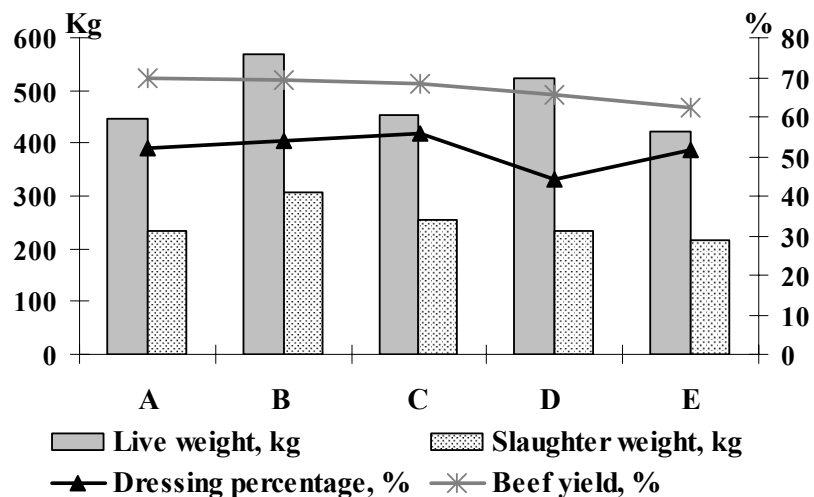 Kg %
600 80
500 70
400 60
300 50
200 40
100 30
0 20
10
0
A B C D E
Live weight, kg Slaughter weight, kg
Dressing percentage, % Beef yield, %